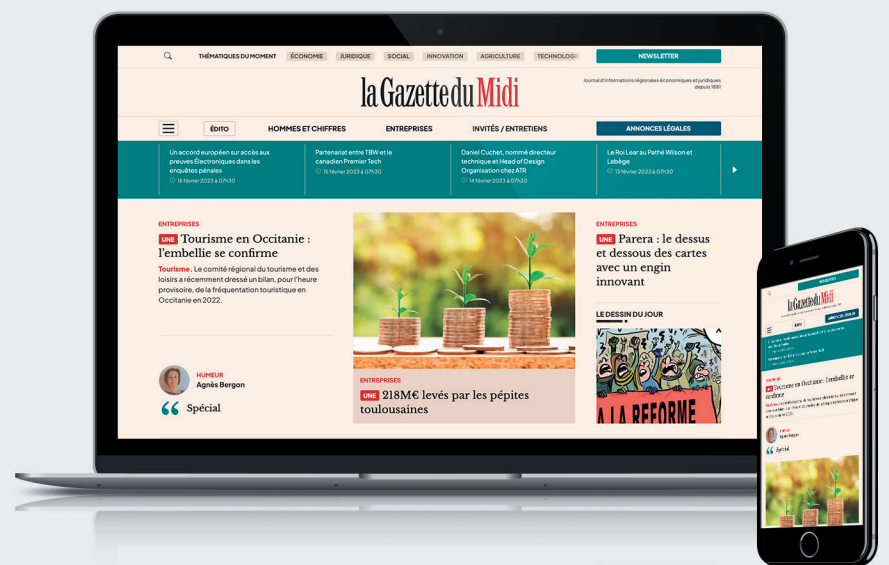 THÉMATIQUES DU MOMENT ÉCONOMIE JURIDIQUE SOCIAL INNOVATION AGRICULTURE TECHNOLOGI NEWSLETTER
la Gazette du Midi
Journal d'informations régionales économiques et juridiques
depuis 1881
ÉDITO HOMMES ET CHIFFRES ENTREPRISES INVITÉS / ENTRETIENS ANNONCES LÉGALES
Un accord européen sur accès aux
preuves Électroniques dans les
enquêtes pénales
16 février 2023 à 07h30
Partenariat entre TBW et le
canadien Premier Tech
15 février 2023 à 07h30
Daniel Cuchet, nommé directeur
technique et Head of Design
Organisation chez ATR
14 février 2023 à 07h30
Le Roi Lear au Pathé Wilson et
Labège
13 février 2023 à 07h30
ENTREPRISES
UNE Tourisme en Occitanie :
l'embellie se confirme
Tourisme. Le comité régional du tourisme et des
loisirs a récemment dressé un bilan, pour l'heure
provisoire, de la fréquentation touristique en
Occitanie en 2022.
HUMEUR
Agnès Bergon
Spécial
ENTREPRISES
UNE 218M€ levés par les pépites
toulousaines
ENTREPRISES
UNE Parera : le dessus
et dessous des cartes
avec un engin
innovant
LE DESSIN DU JOUR
A LA REFORME
NEWSLETTER
la Gazette du Midi
ANNONCES LÉGALES
ÉDITO
Tourisme en Occitanie : l'embellie se
confirme
Agnès Bergon
Spécial